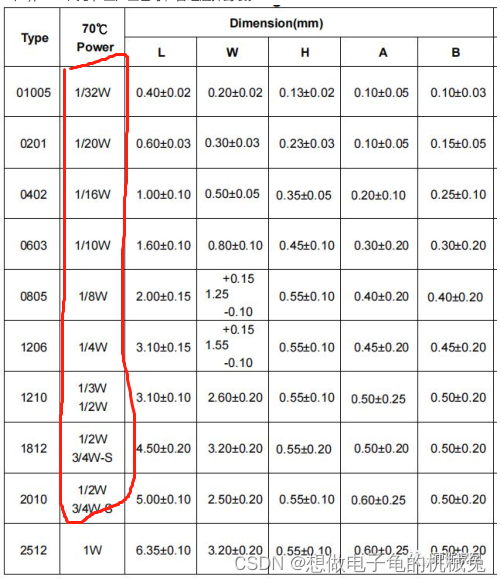 Type 70℃ Power Dimension(mm)
L W H A B
01005 1/32W 0.40±0.02 0.20±0.02 0.13±0.02 0.10±0.05 0.10±0.03
0201 1/20W 0.60±0.03 0.30±0.03 0.23±0.03 0.10±0.05 0.15±0.05
0402 1/16W 1.00±0.10 0.50±0.05 0.35±0.05 0.20±0.10 0.25±0.10
0603 1/10W 1.60±0.10 0.80±0.10 0.45±0.10 0.30±0.20 0.30±0.20
0805 1/8W 2.00±0.15 1.25 +0.15 -0.10 0.55±0.10 0.40±0.20 0.40±0.20
1206 1/4W 3.10±0.15 1.55 +0.15 -0.10 0.55±0.10 0.45±0.20 0.45±0.20
1210 1/3W 1/2W 3.10±0.10 2.60±0.20 0.55±0.10 0.50±0.25 0.50±0.20
1812 1/2W 3/4W-S 4.50±0.20 3.20±0.20 0.55±0.20 0.50±0.20 0.50±0.20
2010 1/2W 3/4W-S 5.00±0.10 2.50±0.20 0.55±0.10 0.60±0.25 0.50±0.20
2512 1W 6.35±0.10 3.20±0.20 0.55±0.10 0.60±0.25 0.50±0.20
CSDN @想做电子龟的机械兔